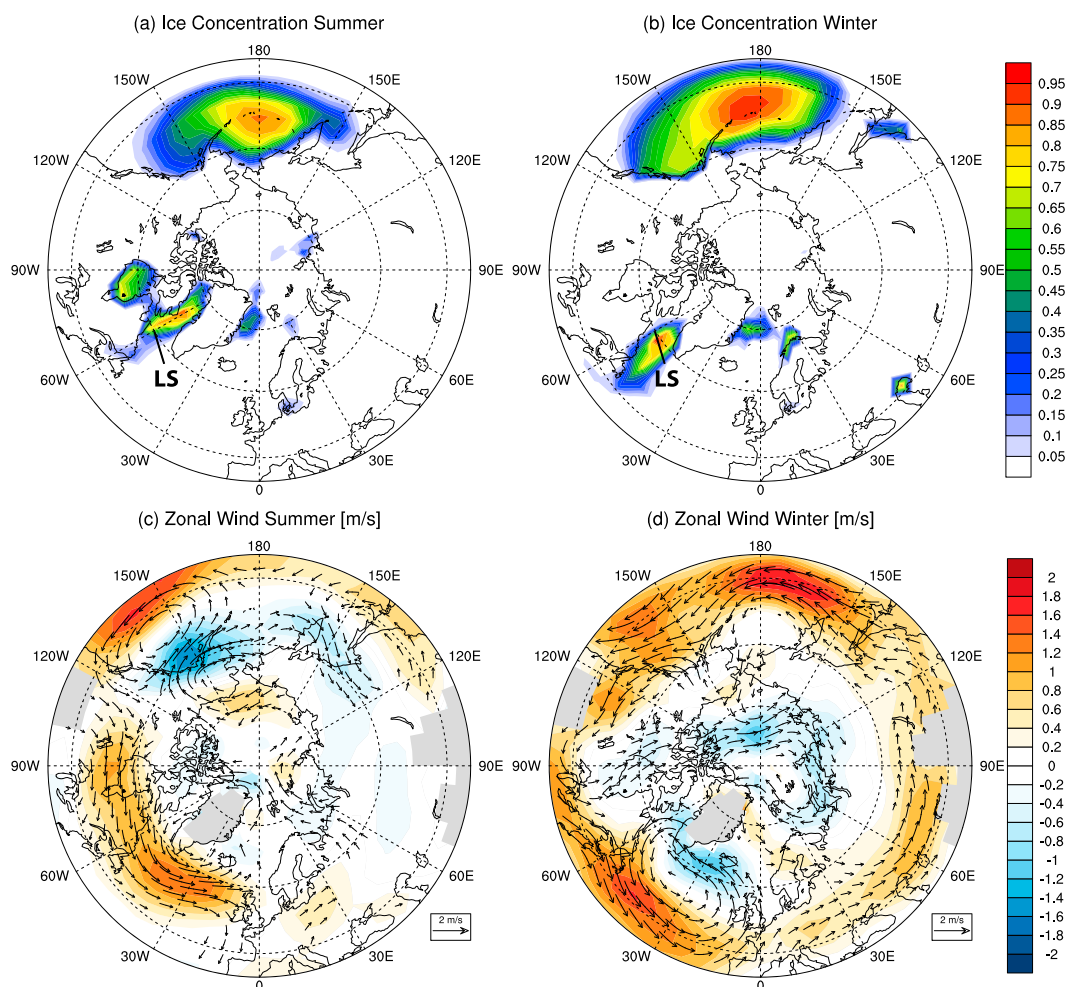 (a) Ice Concentration Summer
(b) Ice Concentration Winter
180
150W
150E
120W
120E
90W
90E
60W
60E
30W
30E
0
LS
180
150W
150E
120W
120E
90W
90E
60W
60E
30W
30E
0
LS
0.95
0.9
0.85
0.8
0.75
0.7
0.65
0.6
0.55
0.5
0.45
0.4
0.35
0.3
0.25
0.2
0.15
0.1
0.05
(c) Zonal Wind Summer [m/s]
(d) Zonal Wind Winter [m/s]
180
150W
150E
120W
120E
90W
90E
60W
60E
30W
30E
0
2 m/s
180
150W
150E
120W
120E
90W
90E
60W
60E
30W
30E
0
2 m/s
2
1.8
1.6
1.4
1.2
1
0.8
0.6
0.4
0.2
0
-0.2
-0.4
-0.6
-0.8
-1
-1.2
-1.4
-1.6
-1.8
-2